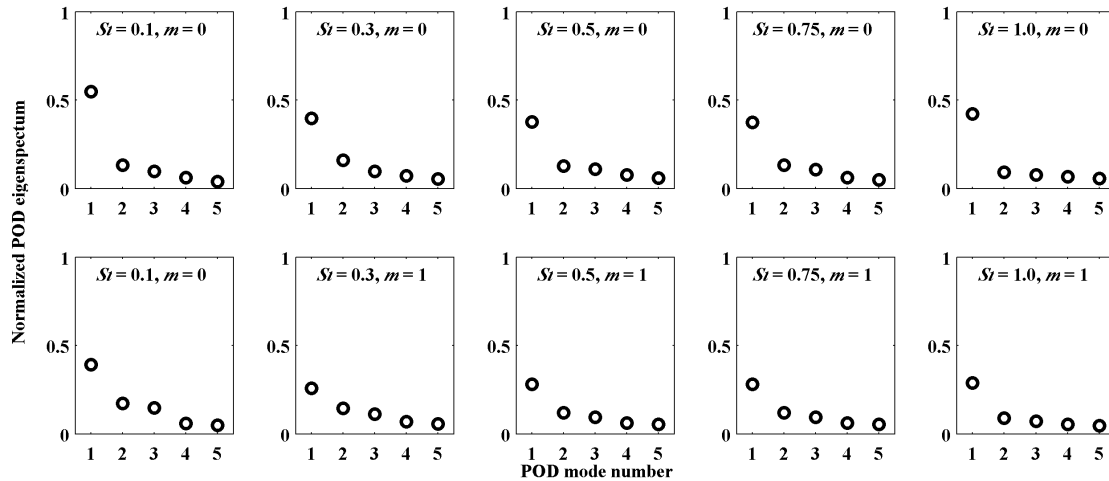 Normalized POD eigenspectum
St = 0.1, m = 0
1
0.5
0
1 2 3 4 5
St = 0.3, m = 0
1
0.5
0
1 2 3 4 5
St = 0.5, m = 0
1
0.5
0
1 2 3 4 5
St = 0.75, m = 0
1
0.5
0
1 2 3 4 5
St = 1.0, m = 0
1
0.5
0
1 2 3 4 5
St = 0.1, m = 0
1
0.5
0
1 2 3 4 5
St = 0.3, m = 1
1
0.5
0
1 2 3 4 5
St = 0.5, m = 1
1
0.5
0
1 2 3 4 5
St = 0.75, m = 1
1
0.5
0
1 2 3 4 5
St = 1.0, m = 1
1
0.5
0
1 2 3 4 5
POD mode number